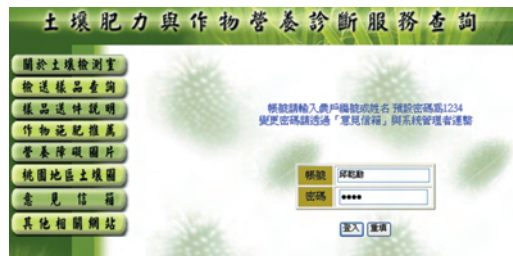 土壤肥力與作物營養診斷服務查詢
關於土壤檢測室
檢送樣品查詢
樣品送件說明
作物施肥推薦
營養障礙圖片
桃園地區土壤圖
意見信箱
其他相關網站
帳號請輸入農戶編號或姓名 預設密碼為1234
變更密碼請透過「意見信箱」與系統管理者連繫
帳號 邱乾勳
密碼 ●●●●
登入 重填